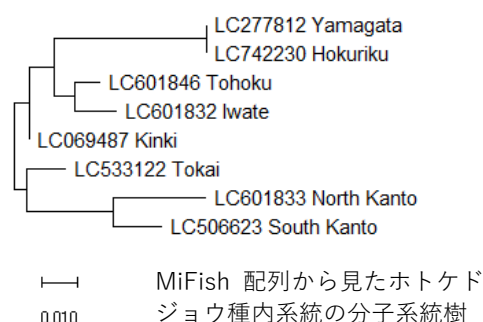 LC277812 Yamagata
LC742230 Hokuriku
LC601846 Tohoku
LC601832 Iwate
LC069487 Kinki
LC533122 Tokai
LC601833 North Kanto
LC506623 South Kanto
0.010
MiFish 配列から見たホトケド
ジョウ種内系統の分子系統樹